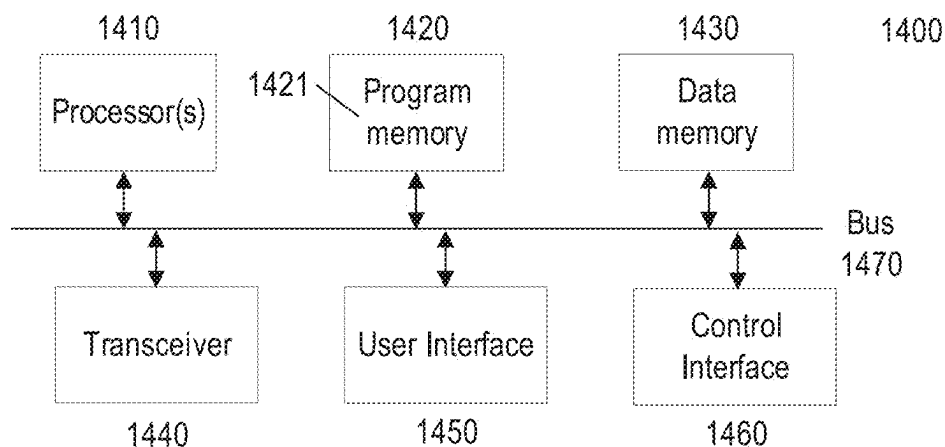 1410
1420
1430
1400
Processor(s)
1421
Program
memory
Data
memory
Bus
1470
Transceiver
User Interface
Control
Interface
1440
1450
1460